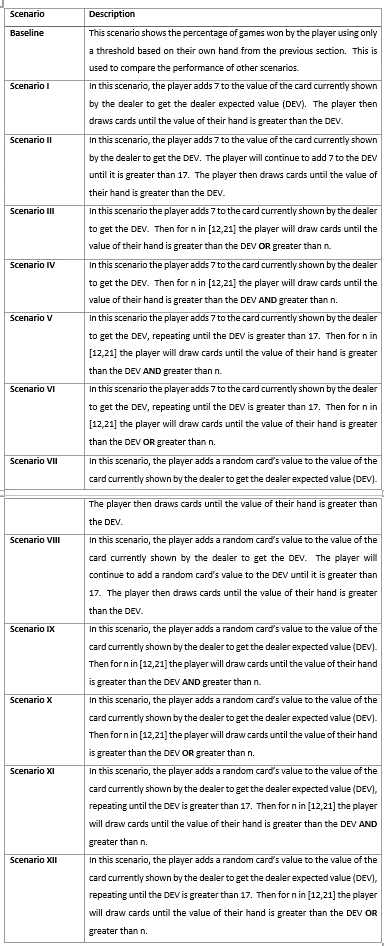 Scenario Description
Baseline This scenario shows the percentage of games won by the player using only
a threshold based on their own hand from the previous section. This is
used to compare the performance of other scenarios.
Scenario I In this scenario, the player adds 7 to the value of the card currently shown
by the dealer to get the dealer expected value (DEV). The player then
draws cards until the value of their hand is greater than the DEV.
Scenario II In this scenario, the player adds 7 to the value of the card currently shown
by the dealer to get the DEV. The player will continue to add 7 to the DEV
until it is greater than 17. The player then draws cards until the value of
their hand is greater than the DEV.
Scenario III In this scenario the player adds 7 to the card currently shown by the dealer
to get the DEV. Then for n in [12,21] the player will draw cards until the
value of their hand is greater than the DEV OR greater than n.
Scenario IV In this scenario the player adds 7 to the card currently shown by the dealer
to get the DEV. Then for n in [12,21] the player will draw cards until the
value of their hand is greater than the DEV AND greater than n.
Scenario V In this scenario the player adds 7 to the card currently shown by the dealer
to get the DEV, repeating until the DEV is greater than 17. Then for n in
[12,21] the player will draw cards until the value of their hand is greater
than the DEV AND greater than n.
Scenario VI In this scenario the player adds 7 to the card currently shown by the dealer
to get the DEV, repeating until the DEV is greater than 17. Then for n in
[12,21] the player will draw cards until the value of their hand is greater
than the DEV OR greater than n.
Scenario VII In this scenario, the player adds a random card's value to the value of the
card currently shown by the dealer to get the dealer expected value (DEV).
The player then draws cards until the value of their hand is greater than
the DEV.
Scenario VIII In this scenario, the player adds a random card's value to the value of the
card currently shown by the dealer to get the DEV. The player will
continue to add a random card's value to the DEV until it is greater than
17. The player then draws cards until the value of their hand is greater
than the DEV.
Scenario IX In this scenario, the player adds a random card's value to the value of the
card currently shown by the dealer to get the dealer expected value (DEV).
Then for n in [12,21] the player will draw cards until the value of their hand
is greater than the DEV AND greater than n.
Scenario X In this scenario, the player adds a random card's value to the value of the
card currently shown by the dealer to get the dealer expected value (DEV).
Then for n in [12,21] the player will draw cards until the value of their hand
is greater than the DEV OR greater than n.
Scenario XI In this scenario, the player adds a random card's value to the value of the
card currently shown by the dealer to get the dealer expected value (DEV),
repeating until the DEV is greater than 17. Then for n in [12,21] the player
will draw cards until the value of their hand is greater than the DEV AND
greater than n.
Scenario XII In this scenario, the player adds a random card's value to the value of the
card currently shown by the dealer to get the dealer expected value (DEV),
repeating until the DEV is greater than 17. Then for n in [12,21] the player
will draw cards until the value of their hand is greater than the DEV OR
greater than n.